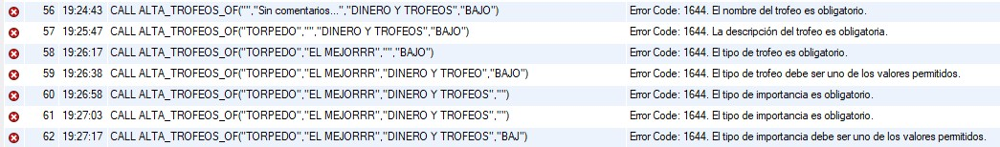 56 19:24:43 CALL ALTA_TROFEOS_OF("","Sin comentarios...","DINERO Y TROFEOS","BAJO") Error Code: 1644. El nombre del trofeo es obligatorio.
57 19:25:47 CALL ALTA_TROFEOS_OF("TORPEDO","","DINERO Y TROFEOS","BAJO") Error Code: 1644. La descripción del trofeo es obligatoria.
58 19:26:17 CALL ALTA_TROFEOS_OF("TORPEDO","EL MEJORRR","","BAJO") Error Code: 1644. El tipo de trofeo es obligatorio.
59 19:26:38 CALL ALTA_TROFEOS_OF("TORPEDO","EL MEJORRR","DINERO Y TROFEO","BAJO") Error Code: 1644. El tipo de trofeo debe ser uno de los valores permitidos.
60 19:26:58 CALL ALTA_TROFEOS_OF("TORPEDO","EL MEJORRR","DINERO Y TROFEOS","") Error Code: 1644. El tipo de importancia es obligatorio.
61 19:27:03 CALL ALTA_TROFEOS_OF("TORPEDO","EL MEJORRR","DINERO Y TROFEOS","") Error Code: 1644. El tipo de importancia es obligatorio.
62 19:27:17 CALL ALTA_TROFEOS_OF("TORPEDO","EL MEJORRR","DINERO Y TROFEOS","BAJ") Error Code: 1644. El tipo de importancia debe ser uno de los valores permitidos.